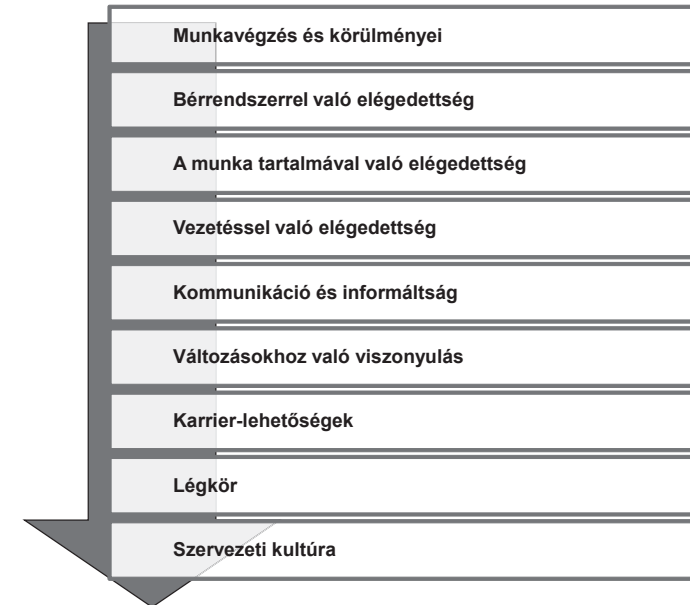 Munkavégzés és körülményei
Bérrendszerrel való elégedettség
A munka tartalmával való elégedettség
Vezetéssel való elégedettség
Kommunikáció és informáltság
Változásokhoz való viszonyulás
Karrier-lehetőségek
Légkör
Szervezeti kultúra